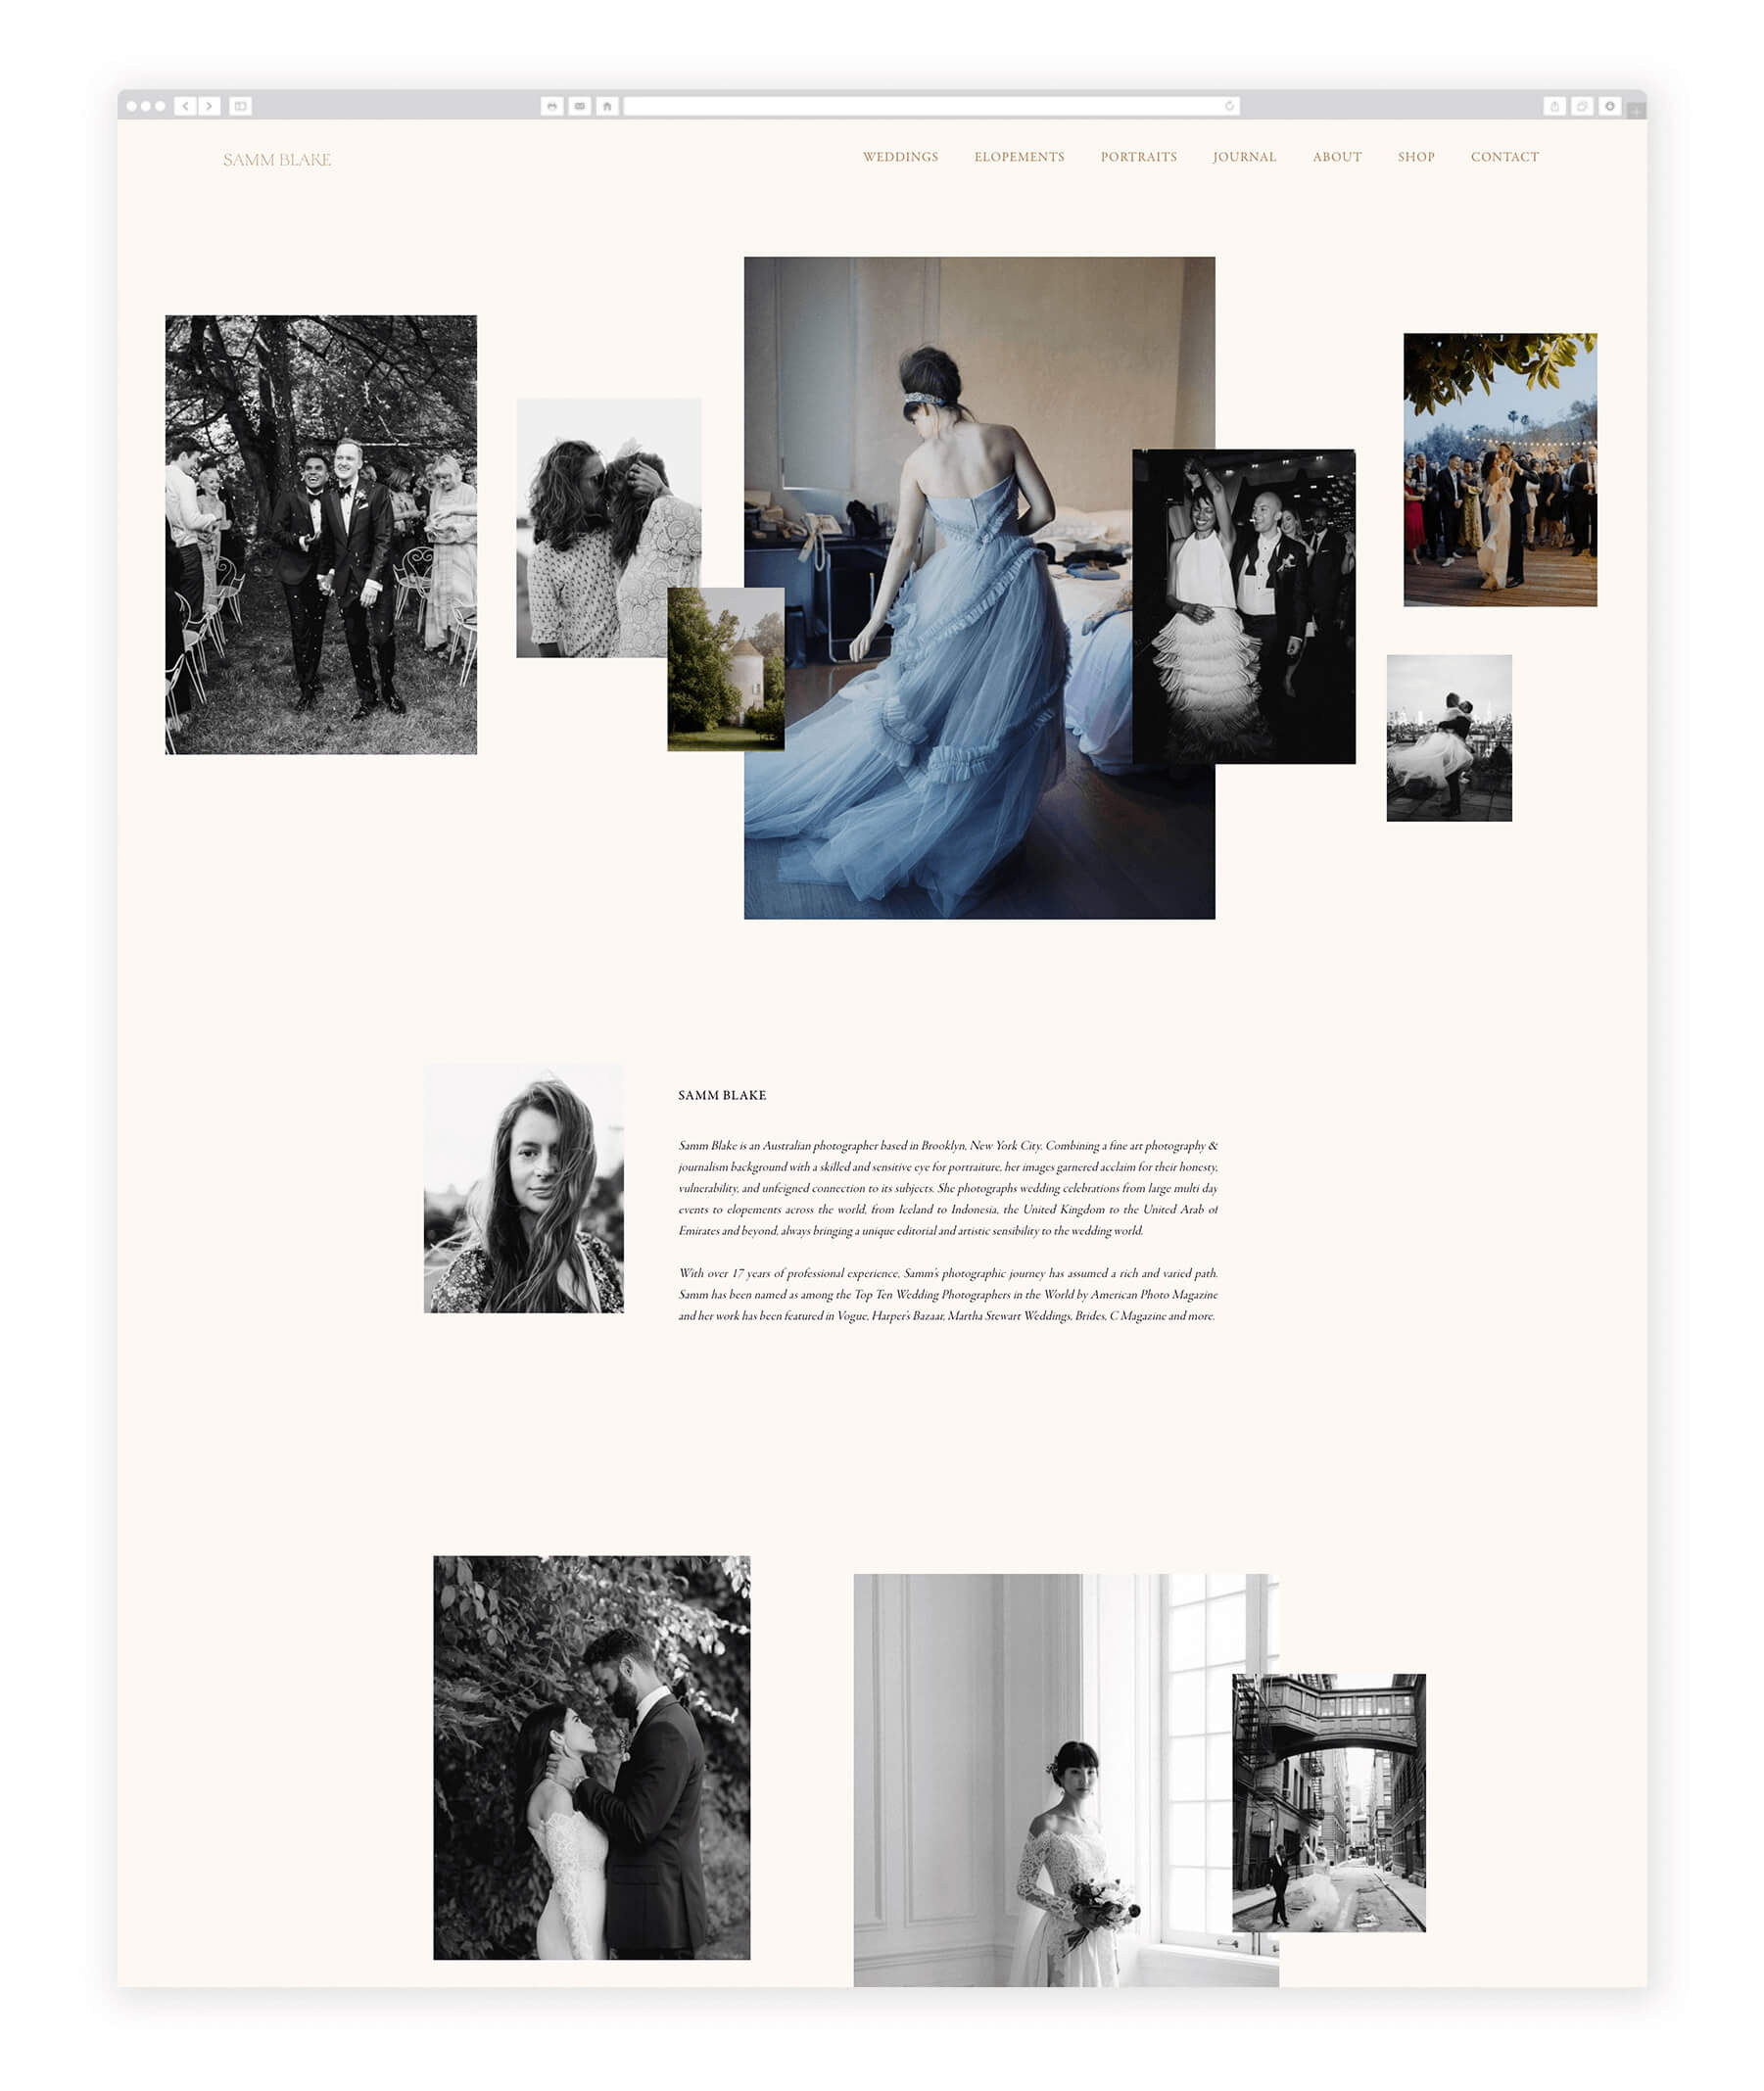 SAMM BLAKE
WEDDINGS ELOPEMENTS PORTRAITS JOURNAL ABOUT SHOP CONTACT
SAMM BLAKE
Samm Blake is an Australian photographer based in Brooklyn, New York City. Combining a fine art photography &
journalism background with a skilled and sensitive eye for portraiture, her images garnered acclaim for their honesty,
vulnerability, and unfeigned connection to its subjects. She photographs wedding celebrations from large multi day
events to elopements across the world, from Iceland to Indonesia, the United Kingdom to the United Arab of
Emirates and beyond, always bringing a unique editorial and artistic sensibility to the wedding world.
With over 17 years of professional experience, Samm's photographic journey has assumed a rich and varied path.
Samm has been named as among the Top Ten Wedding Photographers in the World by American Photo Magazine
and her work has been featured in Vogue, Harper's Bazaar, Martha Stewart Weddings, Brides, C Magazine and more.